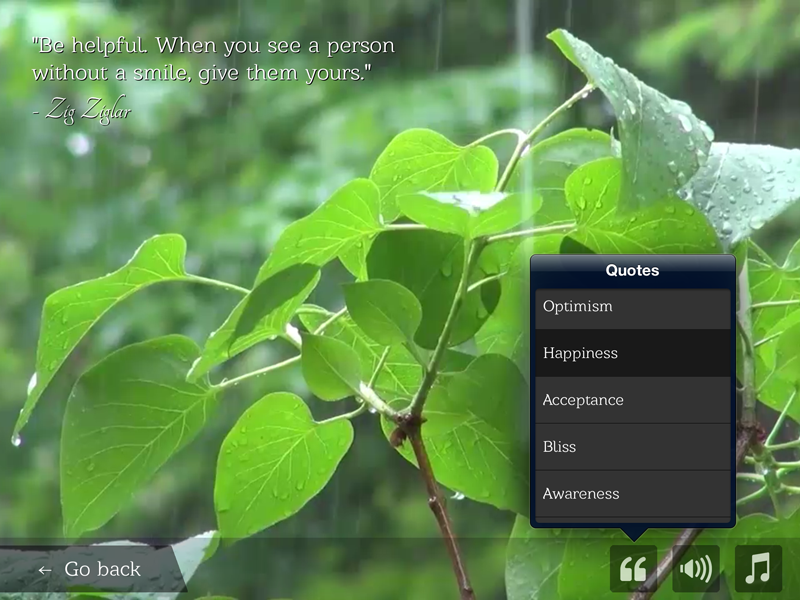 "Be helpful. When you see a person
without a smile, give them yours."
- Zig Ziglar
Quotes
Optimism
Happiness
Acceptance
Bliss
Awareness
← Go back